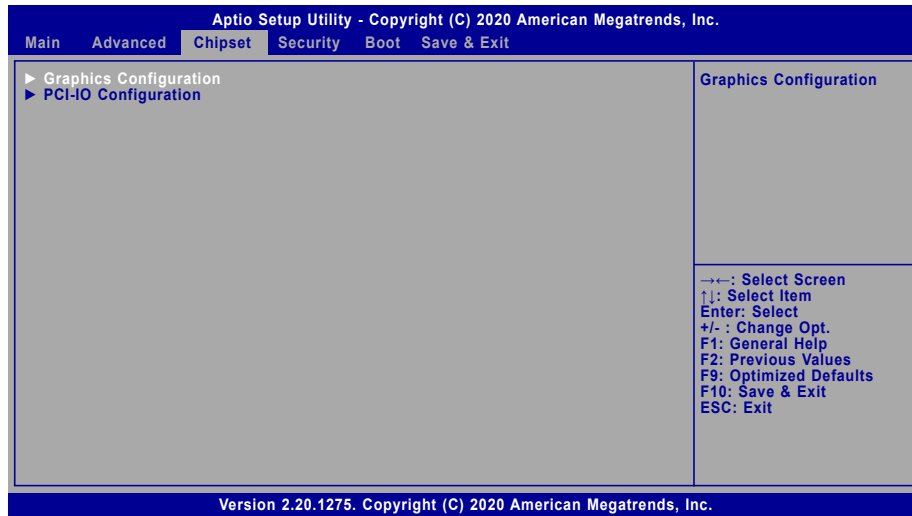 Aptio Setup Utility - Copyright (C) 2020 American Megatrends, Inc.
Main Advanced Chipset Security Boot Save & Exit
► Graphics Configuration
► PCI-IO Configuration
Graphics Configuration
→←: Select Screen
↑↓: Select Item
Enter: Select
+/- : Change Opt.
F1: General Help
F2: Previous Values
F9: Optimized Defaults
F10: Save & Exit
ESC: Exit
Version 2.20.1275. Copyright (C) 2020 American Megatrends, Inc.